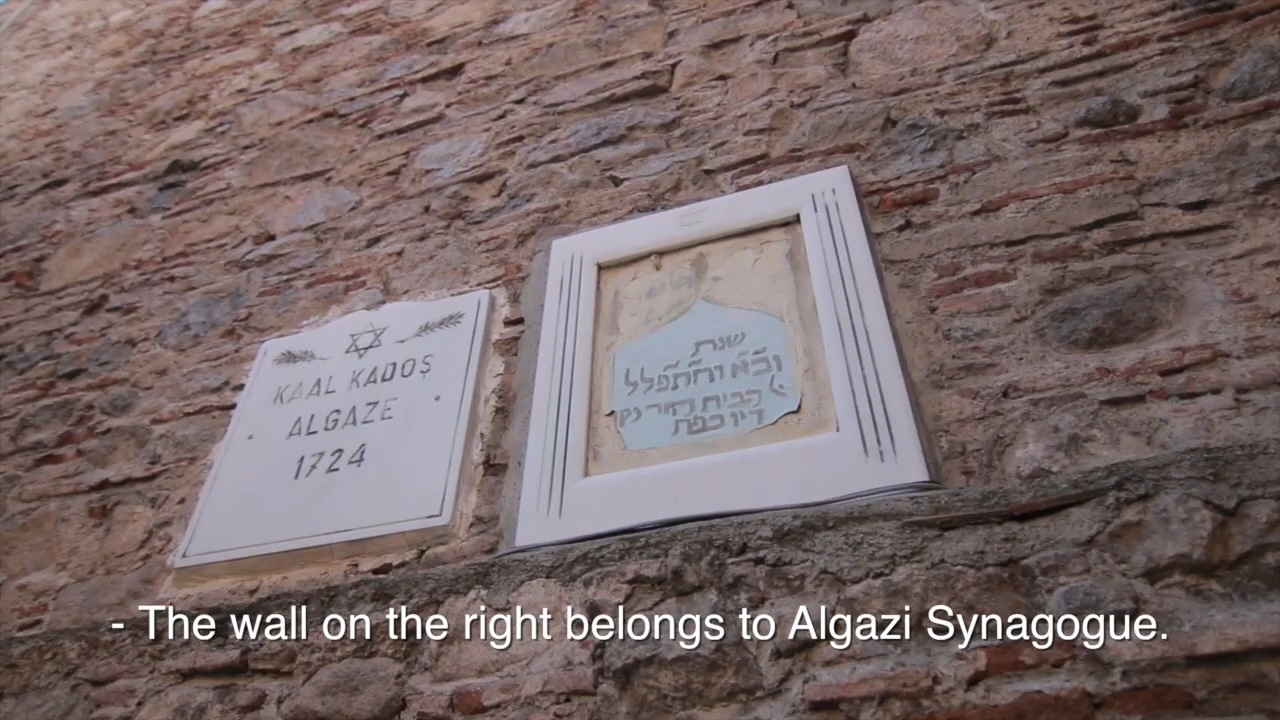 KAAL KADOŞ
ALGAZE
1724
שנת
ובא והתפלל
הבית הזה
- The wall on the right belongs to Algazi Synagogue.